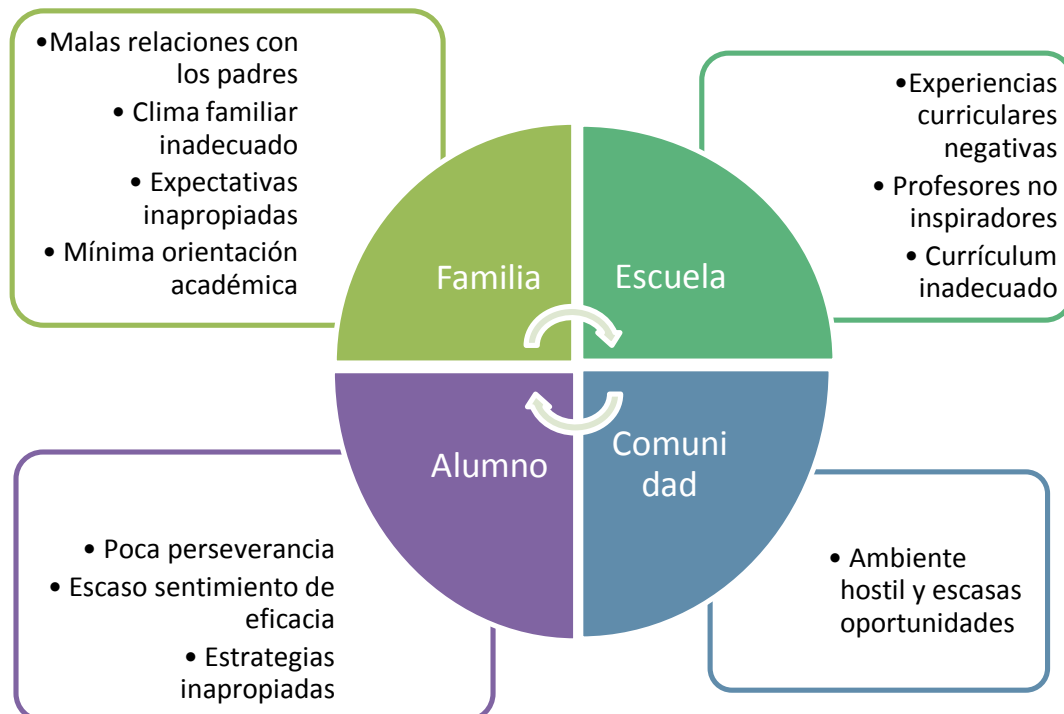 •Malas relaciones con
los padres
• Clima familiar
inadecuado
• Expectativas
inapropiadas
• Mínima orientación
académica
•Experiencias
curriculares
negativas
• Profesores no
inspiradores
• Currículum
inadecuado
Familia
Escuela
Alumno
Comuni
dad
• Poca perseverancia
• Escaso sentimiento de
eficacia
• Estrategias
inapropiadas
• Ambiente
hostil y escasas
oportunidades